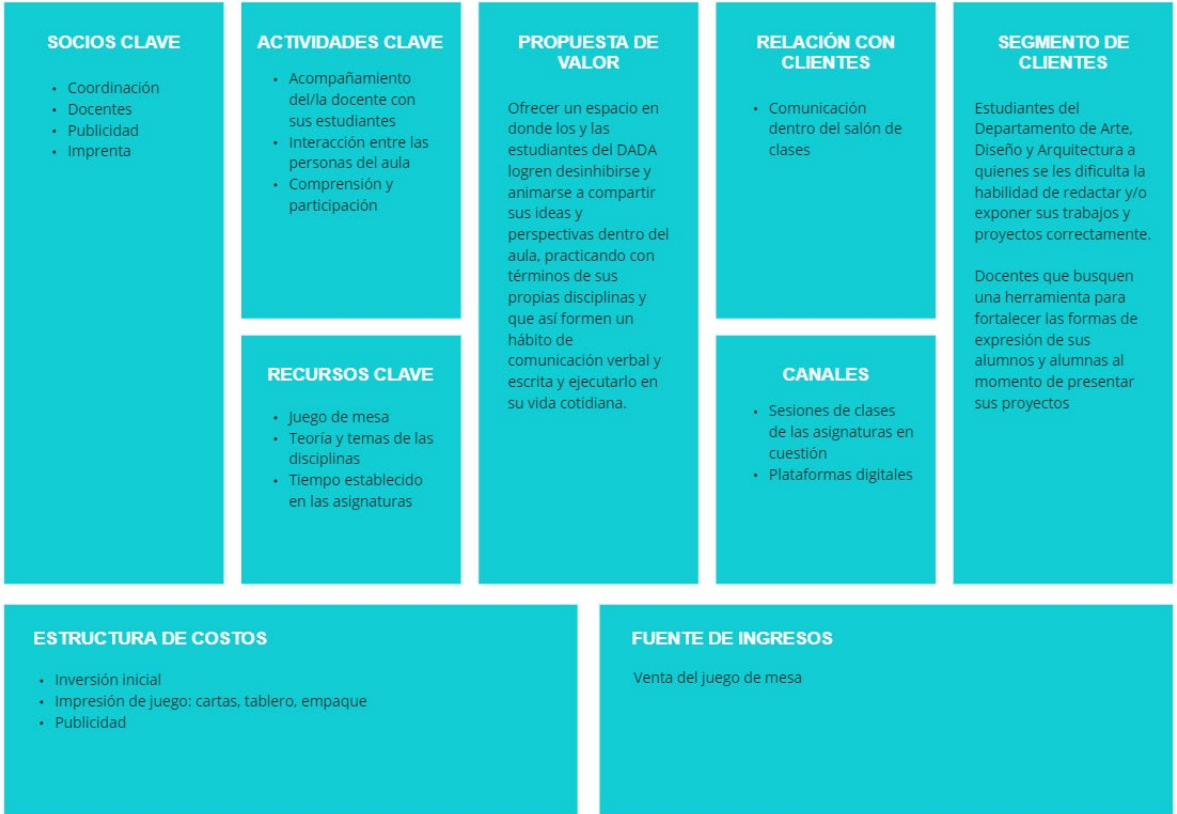 SOCIOS CLAVE
• Coordinación
• Docentes
• Publicidad
• Imprenta
ACTIVIDADES CLAVE
• Acompañamiento
del/la docente con
sus estudiantes
• Interacción entre las
personas del aula
• Comprensión y
participación
RECURSOS CLAVE
• Juego de mesa
• Teoría y temas de las
disciplinas
• Tiempo establecido
en las asignaturas
PROPUESTA DE
VALOR
Ofrecer un espacio en
donde los y las
estudiantes del DADA
logren desinhibirse y
animarse a compartir
sus ideas y
perspectivas dentro del
aula, practicando con
términos de sus
propias disciplinas y
que así formen un
hábito de
comunicación verbal y
escrita y ejecutarlo en
su vida cotidiana.
RELACIÓN CON
CLIENTES
• Comunicación
dentro del salón de
clases
CANALES
• Sesiones de clases
de las asignaturas en
cuestión
• Plataformas digitales
SEGMENTO DE
CLIENTES
Estudiantes del
Departamento de Arte,
Diseño y Arquitectura a
quienes se les dificulta la
habilidad de redactar y/o
exponer sus trabajos y
proyectos correctamente.
Docentes que busquen
una herramienta para
fortalecer las formas de
expresión de sus
alumnos y alumnas al
momento de presentar
sus proyectos
ESTRUCTURA DE COSTOS
• Inversión inicial
• Impresión de juego: cartas, tablero, empaque
• Publicidad
FUENTE DE INGRESOS
Venta del juego de mesa